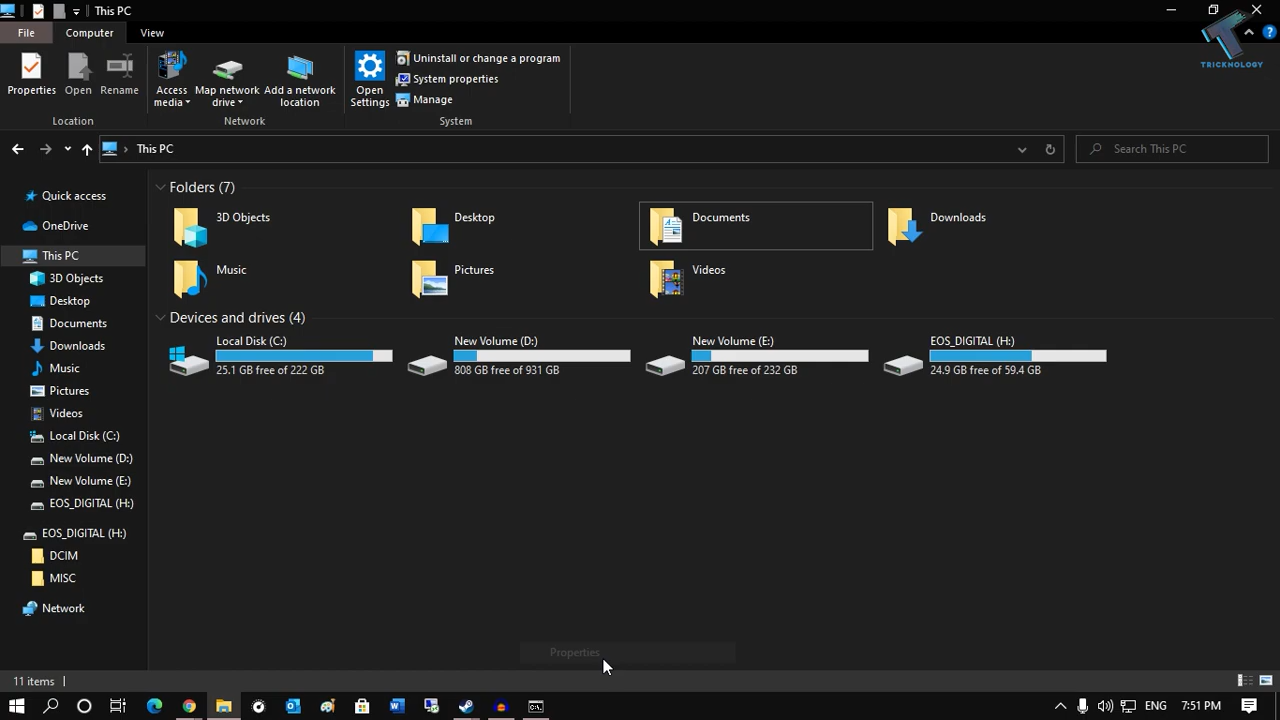 This PC
File
Computer
View
TRICKNOLOGY
Properties
Open
Rename
Access media
Map network drive
Add a network location
Open Settings
Uninstall or change a program
System properties
Manage
Location
Network
System
This PC
Search This PC
Quick access
OneDrive
This PC
3D Objects
Desktop
Documents
Downloads
Music
Pictures
Videos
Local Disk (C:)
New Volume (D:)
New Volume (E:)
EOS_DIGITAL (H:)
EOS_DIGITAL (H:)
DCIM
MISC
Network
Folders (7)
3D Objects
Desktop
Documents
Downloads
Music
Pictures
Videos
Devices and drives (4)
Local Disk (C:)
25.1 GB free of 222 GB
New Volume (D:)
808 GB free of 931 GB
New Volume (E:)
207 GB free of 232 GB
EOS_DIGITAL (H:)
24.9 GB free of 59.4 GB
Properties
11 items
ENG
7:51 PM